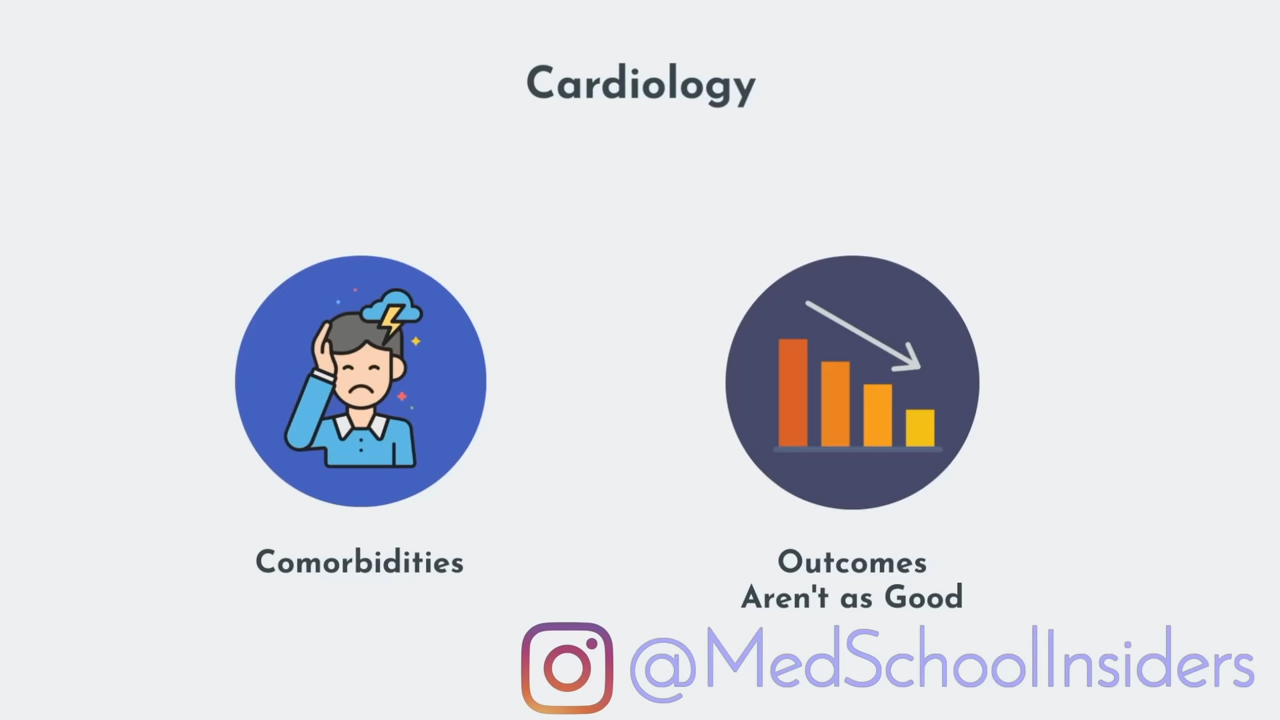 Cardiology
Comorbidities
Outcomes
Aren't as Good
@MedSchoolInsiders